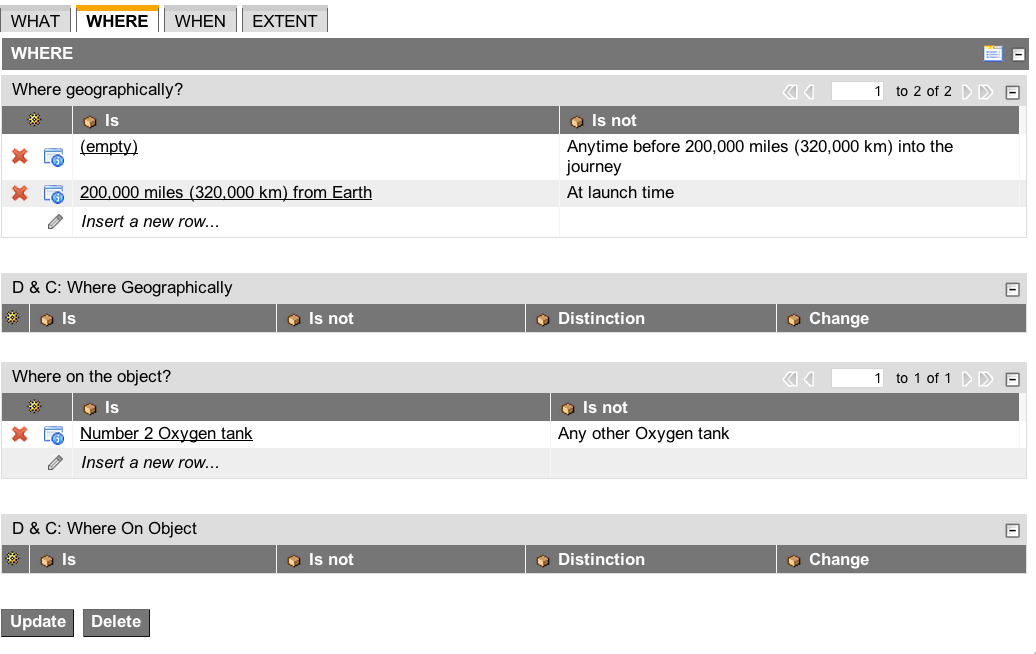 WHAT WHERE WHEN EXTENT
WHERE
Where geographically? 1 to 2 of 2
Is Is not
(empty) Anytime before 200,000 miles (320,000 km) into the
journey
200,000 miles (320,000 km) from Earth At launch time
Insert a new row...
D & C: Where Geographically
Is Is not Distinction Change
Where on the object? 1 to 1 of 1
Is Is not
Number 2 Oxygen tank Any other Oxygen tank
Insert a new row...
D & C: Where On Object
Is Is not Distinction Change
Update Delete